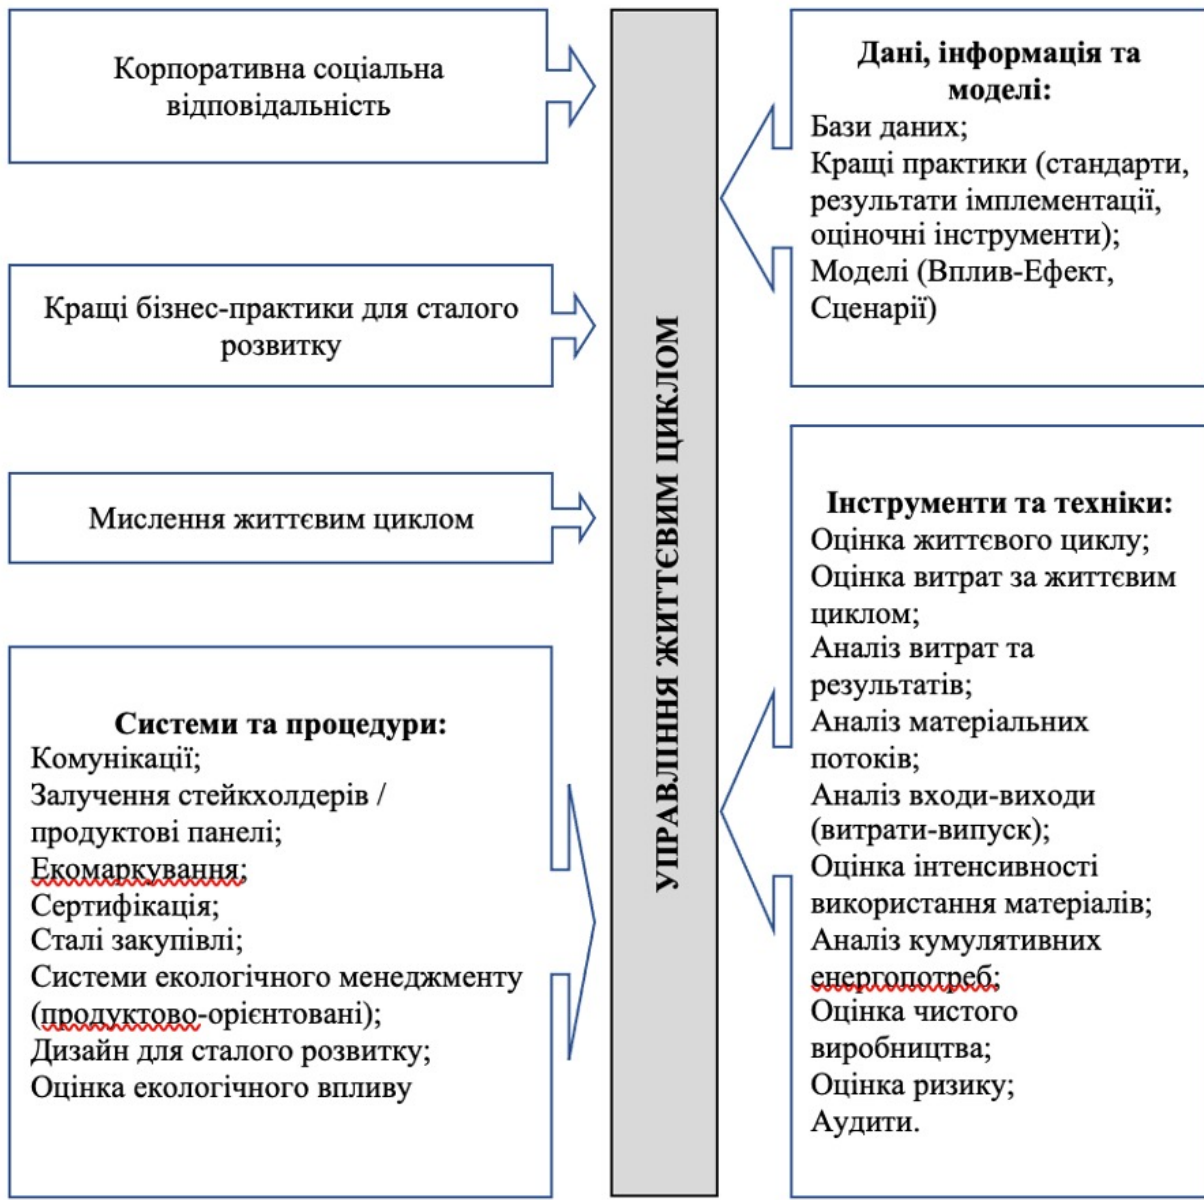 Корпоративна соціальна
відповідальність
Кращі бізнес-практики для сталого
розвитку
Мислення життєвим циклом
Системи та процедури:
Комунікації;
Залучення стейкхолдерів /
продуктові панелі;
Екомаркування;
Сертифікація;
Сталі закупівлі;
Системи екологічного менеджменту
(продуктово-орієнтовані);
Дизайн для сталого розвитку;
Оцінка екологічного впливу
УПРАВЛІННЯ ЖИТТЄВИМ ЦИКЛОМ
Дані, інформація та
моделі:
Бази даних;
Кращі практики (стандарти,
результати імплементації,
оціночні інструменти);
Моделі (Вплив-Ефект,
Сценарії)
Інструменти та техніки:
Оцінка життєвого циклу;
Оцінка витрат за життєвим
циклом;
Аналіз витрат та
результатів;
Аналіз матеріальних
потоків;
Аналіз входи-виходи
(витрати-випуск);
Оцінка інтенсивності
використання матеріалів;
Аналіз кумулятивних
енергопотреб;
Оцінка чистого
виробництва;
Оцінка ризику;
Аудити.